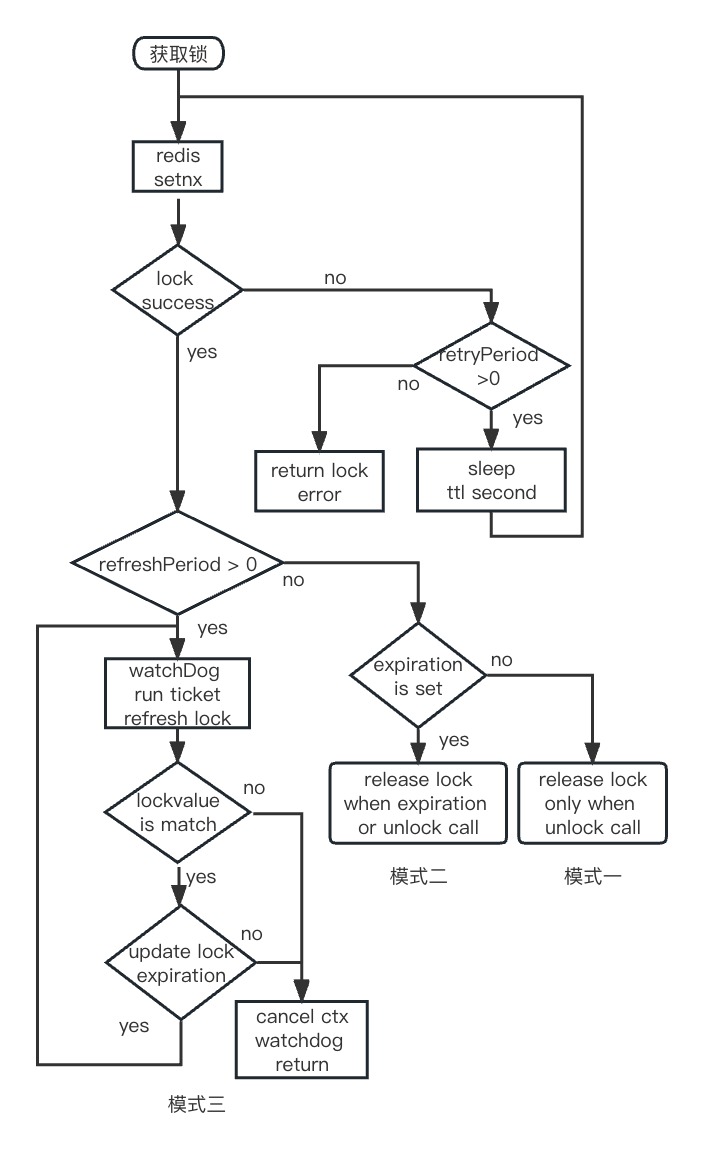 获取锁
redis
setnx
lock
success
no
yes
retryPeriod
>0
no
yes
return lock
error
sleep
ttl second
refreshPeriod > 0
no
yes
expiration
is set
no
yes
watchDog
run ticket
refresh lock
release lock
when expiration
or unlock call
release lock
only when
unlock call
模式二
模式一
lockvalue
is match
no
yes
update lock
expiration
no
yes
cancel ctx
watchdog
return
模式三